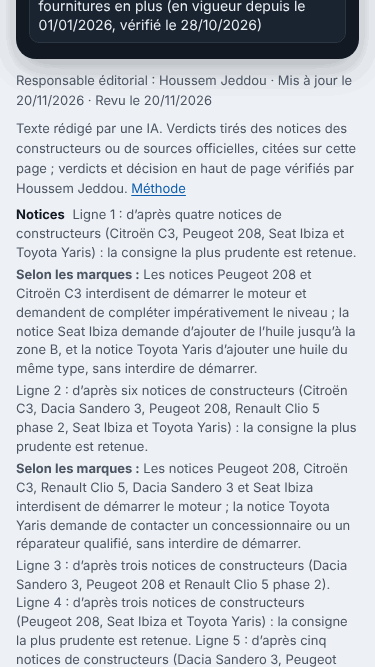 fournitures en plus (en vigueur depuis le
01/01/2026, vérifié le 28/10/2026)
Responsable éditorial : Houssem Jeddou · Mis à jour le
20/11/2026 · Revu le 20/11/2026
Texte rédigé par une IA. Verdicts tirés des notices des
constructeurs ou de sources officielles, citées sur cette
page ; verdicts et décision en haut de page vérifiés par
Houssem Jeddou. Méthode
Notices Ligne 1 : d’après quatre notices de
constructeurs (Citroën C3, Peugeot 208, Seat Ibiza et
Toyota Yaris) : la consigne la plus prudente est retenue.
Selon les marques : Les notices Peugeot 208 et
Citroën C3 interdisent de démarrer le moteur et
demandent de compléter impérativement le niveau ; la
notice Seat Ibiza demande d’ajouter de l’huile jusqu’à la
zone B, et la notice Toyota Yaris d’ajouter une huile du
même type, sans interdire de démarrer.
Ligne 2 : d’après six notices de constructeurs (Citroën
C3, Dacia Sandero 3, Peugeot 208, Renault Clio 5
phase 2, Seat Ibiza et Toyota Yaris) : la consigne la plus
prudente est retenue.
Selon les marques : Les notices Peugeot 208, Citroën
C3, Renault Clio 5, Dacia Sandero 3 et Seat Ibiza
interdisent de démarrer le moteur ; la notice Toyota
Yaris demande de contacter un concessionnaire ou un
réparateur qualifié, sans interdire de démarrer.
Ligne 3 : d’après trois notices de constructeurs (Dacia
Sandero 3, Peugeot 208 et Renault Clio 5 phase 2).
Ligne 4 : d’après trois notices de constructeurs
(Peugeot 208, Seat Ibiza et Toyota Yaris) : la consigne
la plus prudente est retenue. Ligne 5 : d’après cinq
notices de constructeurs (Dacia Sandero 3, Peugeot